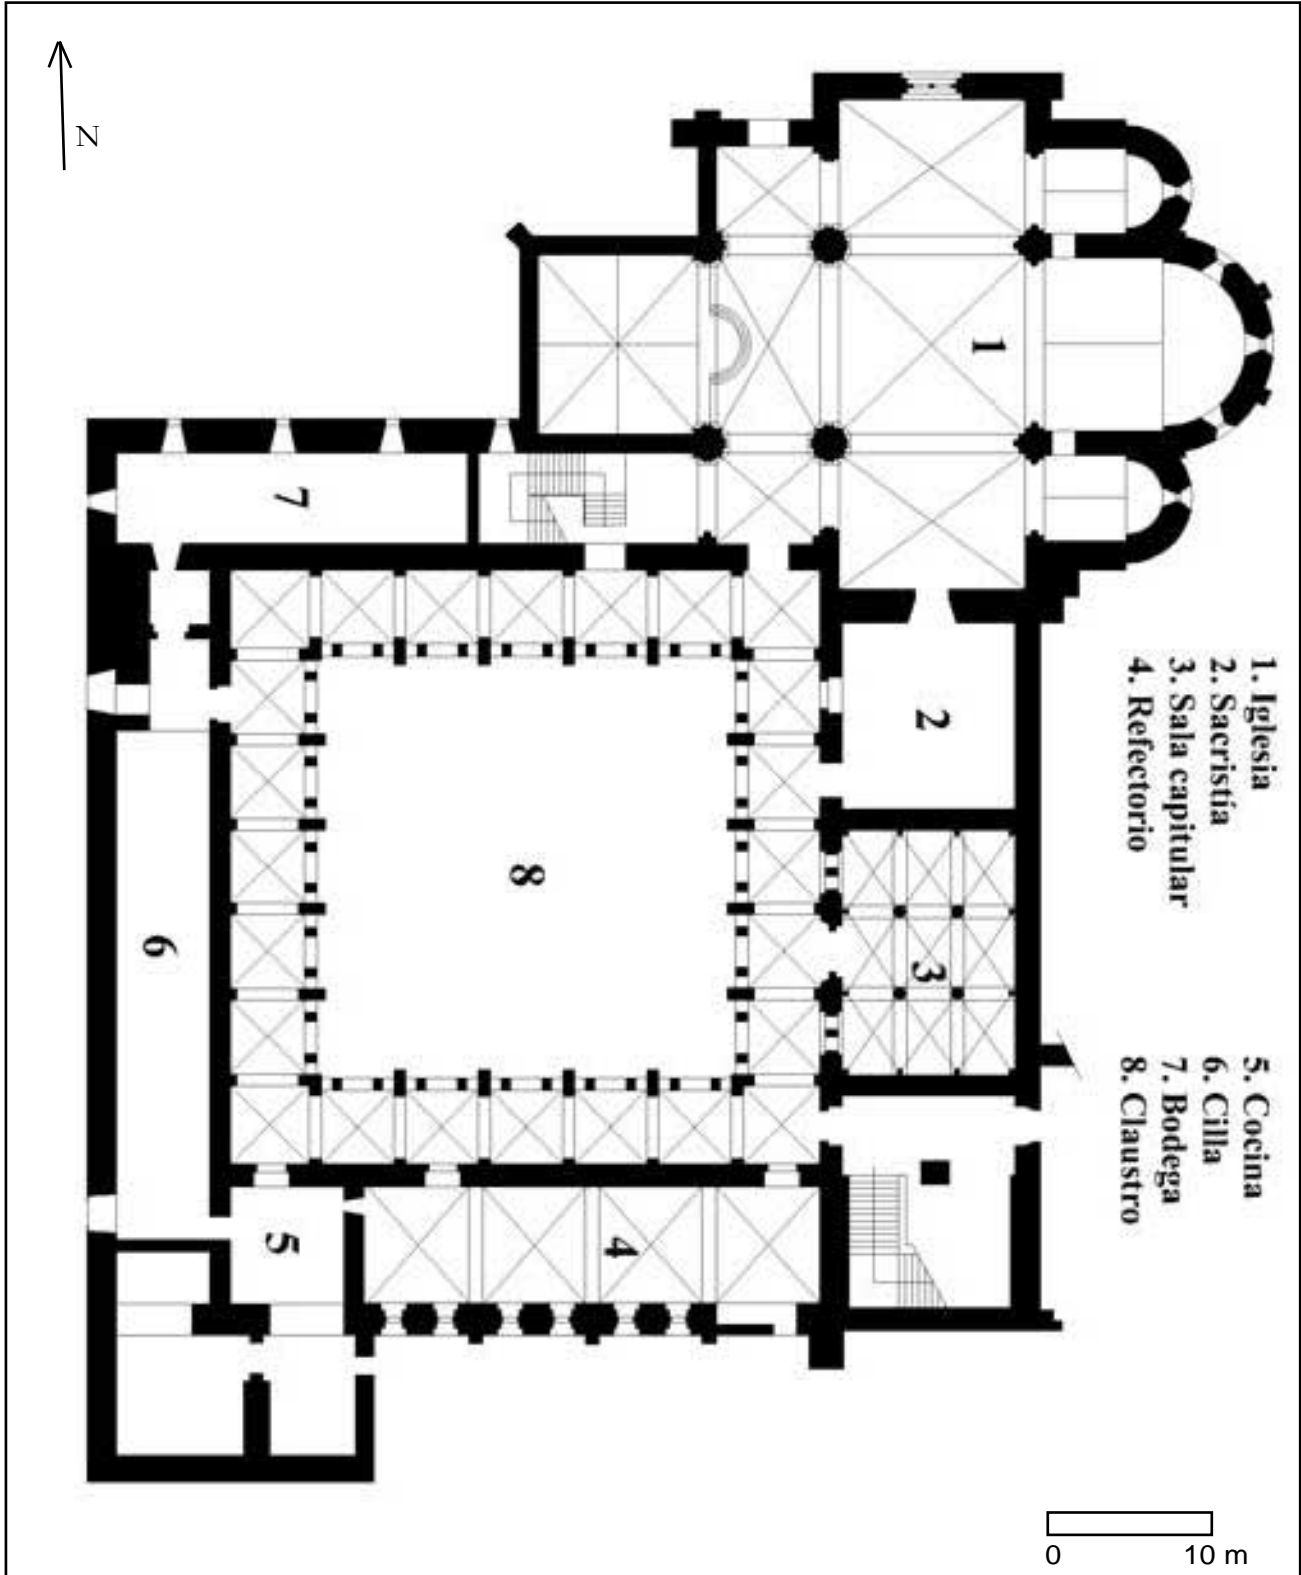 N
1
2
3
4
5
6
7
8
1. Iglesia
2. Sacristía
3. Sala capitular
4. Refectorio
5. Cocina
6. Cilla
7. Bodega
8. Claustro
0 10 m